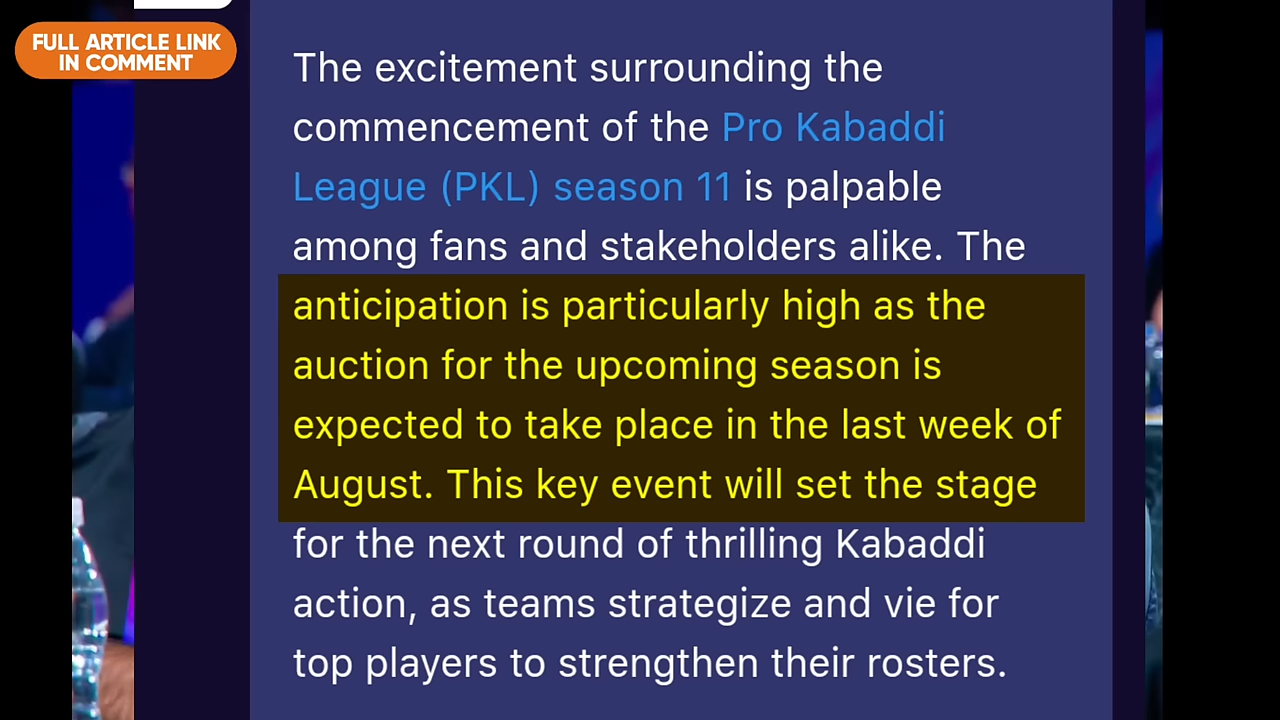 FULL ARTICLE LINK
IN COMMENT
The excitement surrounding the
commencement of the Pro Kabaddi
League (PKL) season 11 is palpable
among fans and stakeholders alike. The
anticipation is particularly high as the
auction for the upcoming season is
expected to take place in the last week of
August. This key event will set the stage
for the next round of thrilling Kabaddi
action, as teams strategize and vie for
top players to strengthen their rosters.